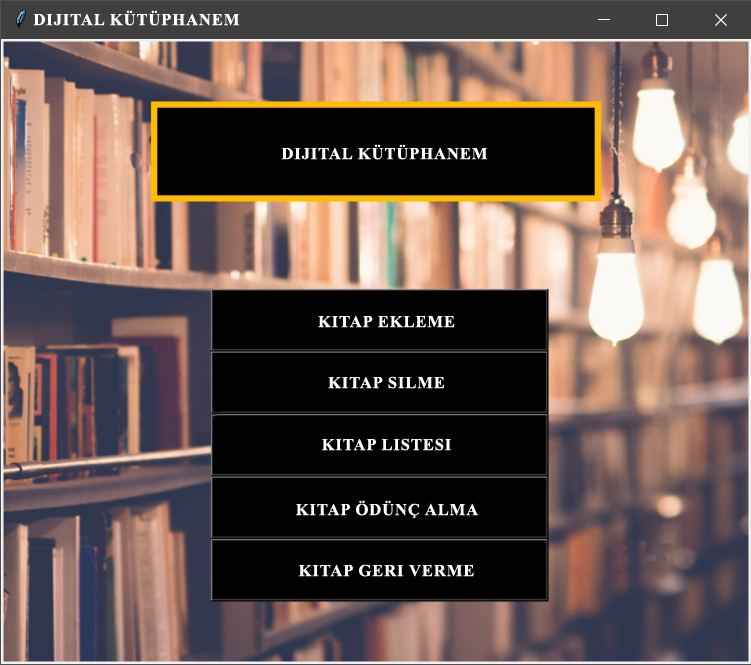 DIJITAL KÜTÜPHANEM
DIJITAL KÜTÜPHANEM
KITAP EKLEME
KITAP SILME
KITAP LISTESI
KITAP ÖDÜNÇ ALMA
KITAP GERI VERME